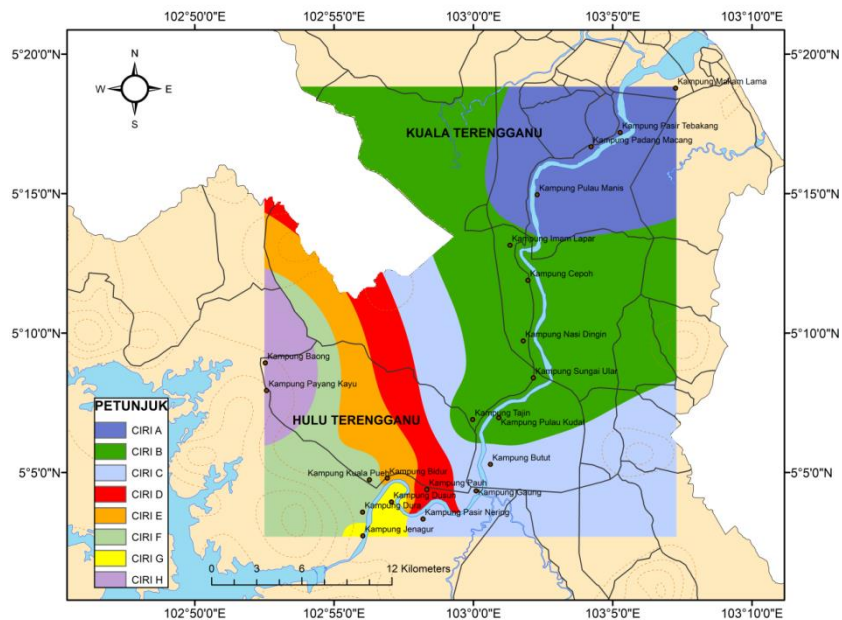 102°50'0"E 102°55'0"E 103°0'0"E 103°5'0"E 103°10'0"E
5°20'0"N 5°20'0"N
N
W E
S
Kampung Makam Lama
KUALA TERENGGANU
Kampung Pasir Tebakang
Kampung Padang Macang
5°15'0"N 5°15'0"N
Kampung Pulau Manis
Kampung Imam Lapar
Kampung Cepoh
5°10'0"N 5°10'0"N
Kampung Nasi Dingin
Kampung Baong
Kampung Sungai Ular
Kampung Payang Kayu
PETUNJUK
CIRI A
CIRI B
CIRI C
CIRI D
CIRI E
CIRI F
CIRI G
CIRI H
HULU TERENGGANU
Kampung Tajin
Kampung Pulau Kudat
Kampung Butut
5°5'0"N 5°5'0"N
Kampung Kuala Pueh
Kampung Bktur
Kampung Pauh
Kampung Gaung
Kampung Dusun
Kampung Dura
Kampung Pasir Nering
Kampung Jenagur
0 3 6 12 Kilometers
102°50'0"E 102°55'0"E 103°0'0"E 103°5'0"E 103°10'0"E